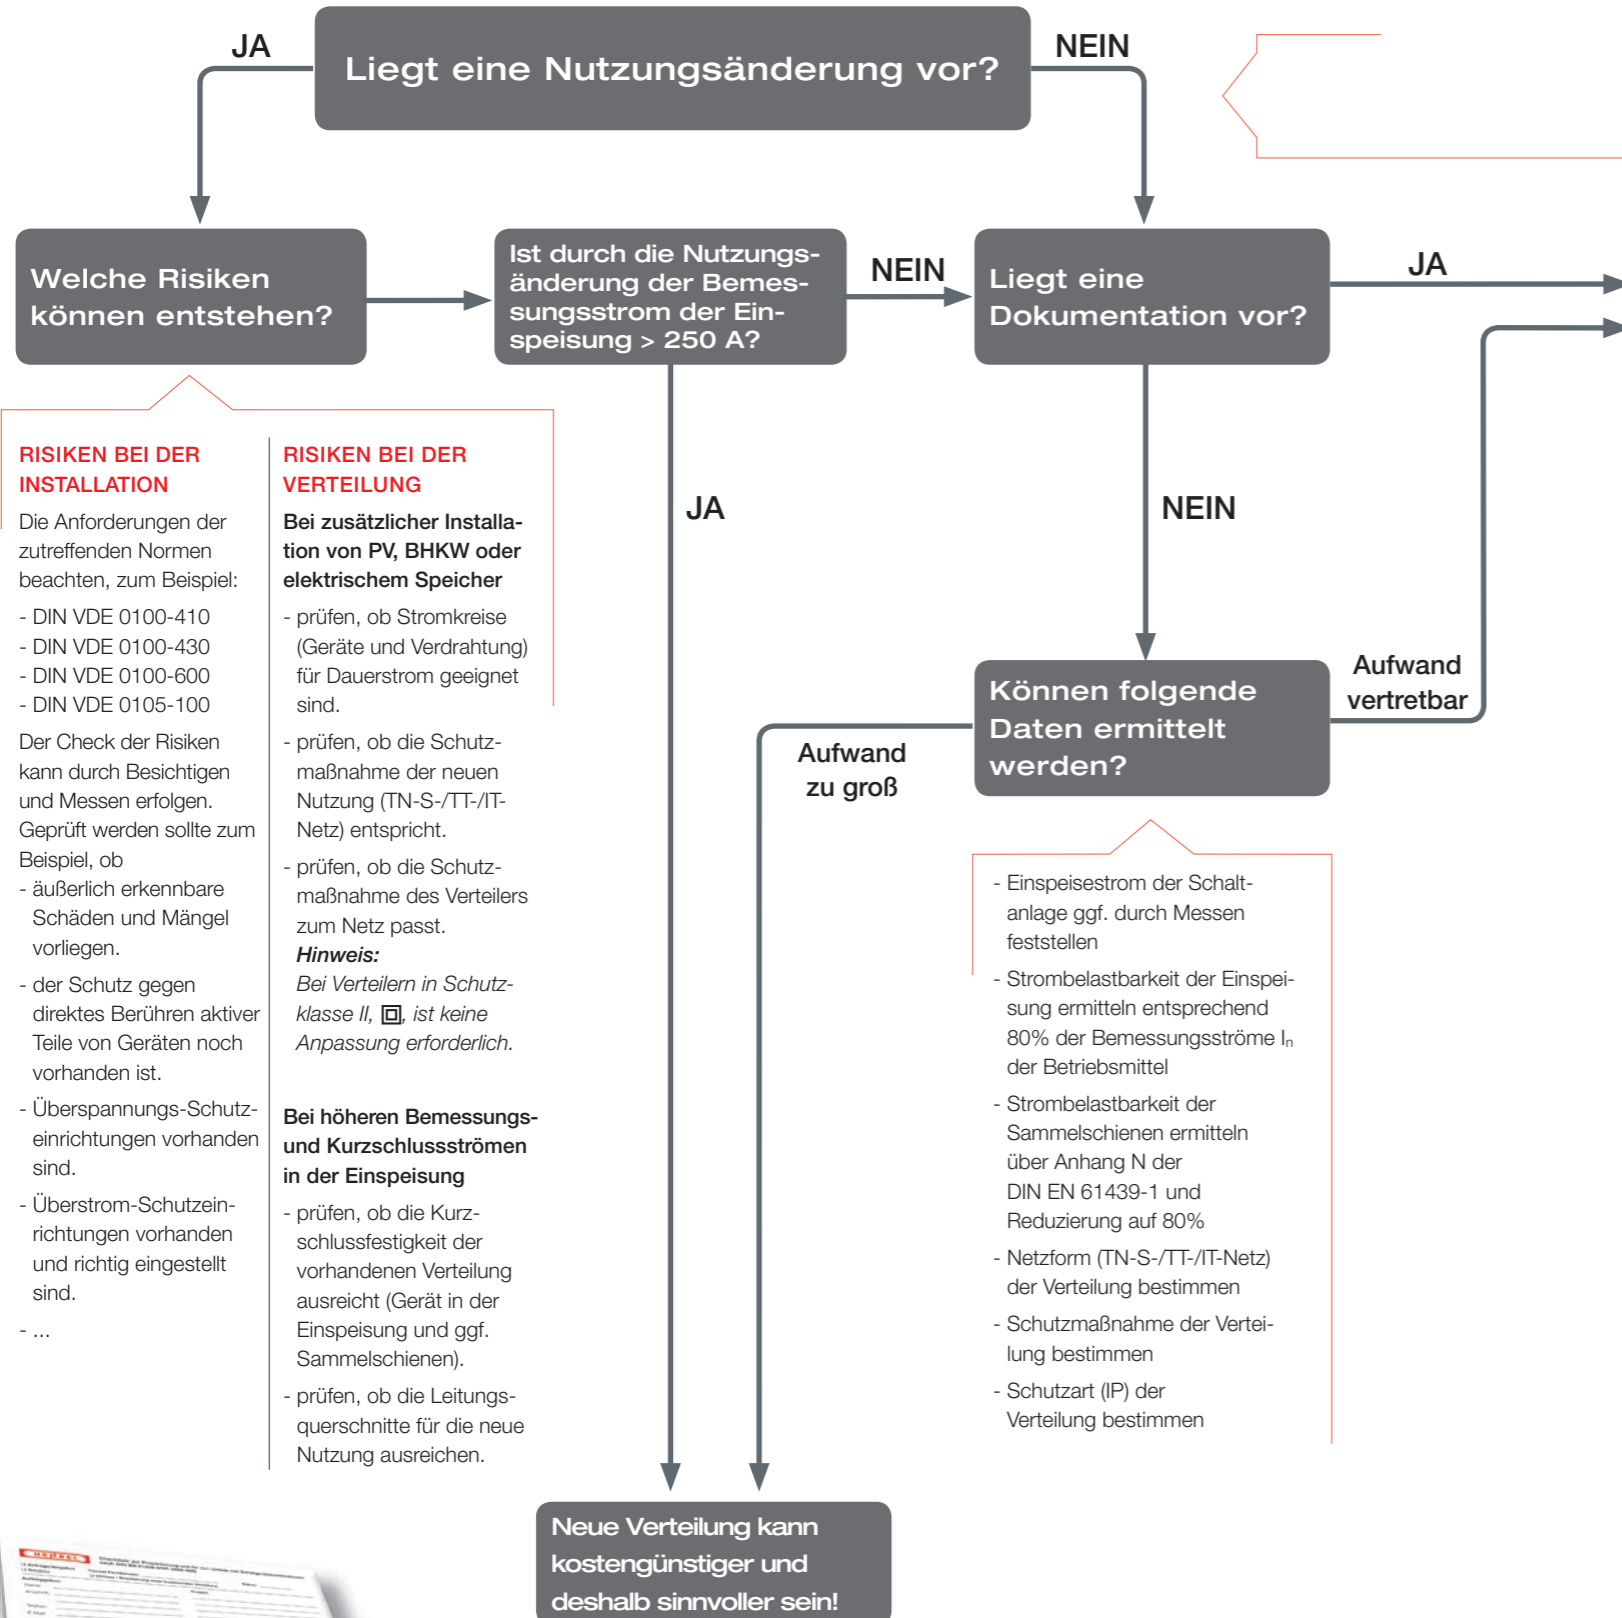 JA
Liegt eine Nutzungsänderung vor?
NEIN
Welche Risiken
können entstehen?
Ist durch die Nutzungs-
änderung der Bemes-
sungsstrom der Ein-
speisung > 250 A?
NEIN
Liegt eine
Dokumentation vor?
JA
RISIKEN BEI DER
INSTALLATION
Die Anforderungen der
zutreffenden Normen
beachten, zum Beispiel:
- DIN VDE 0100-410
- DIN VDE 0100-430
- DIN VDE 0100-600
- DIN VDE 0105-100
Der Check der Risiken
kann durch Besichtigen
und Messen erfolgen.
Geprüft werden sollte zum
Beispiel, ob
- äußerlich erkennbare
Schäden und Mängel
vorliegen.
- der Schutz gegen
direktes Berühren aktiver
Teile von Geräten noch
vorhanden ist.
- Überspannungs-Schutz-
einrichtungen vorhanden
sind.
- Überstrom-Schutzein-
richtungen vorhanden
und richtig eingestellt
sind.
- ...
RISIKEN BEI DER
VERTEILUNG
Bei zusätzlicher Installa-
tion von PV, BHKW oder
elektrischem Speicher
- prüfen, ob Stromkreise
(Geräte und Verdrahtung)
für Dauerstrom geeignet
sind.
- prüfen, ob die Schutz-
maßnahme der neuen
Nutzung (TN-S-/TT-/IT-
Netz) entspricht.
- prüfen, ob die Schutz-
maßnahme des Verteilers
zum Netz passt.
Hinweis:
Bei Verteilern in Schutz-
klasse II, , ist keine
Anpassung erforderlich.
Bei höheren Bemessungs-
und Kurzschlussströmen
in der Einspeisung
- prüfen, ob die Kurz-
schlussfestigkeit der
vorhandenen Verteilung
ausreicht (Gerät in der
Einspeisung und ggf.
Sammelschienen).
- prüfen, ob die Leitungs-
querschnitte für die neue
Nutzung ausreichen.
JA
NEIN
Können folgende
Daten ermittelt
werden?
Aufwand
vertretbar
Aufwand
zu groß
- Einspeisestrom der Schalt-
anlage ggf. durch Messen
feststellen
- Strombelastbarkeit der Einspei-
sung ermitteln entsprechend
80% der Bemessungsströme In
der Betriebsmittel
- Strombelastbarkeit der
Sammelschienen ermitteln
über Anhang N der
DIN EN 61439-1 und
Reduzierung auf 80%
- Netzform (TN-S-/TT-/IT-Netz)
der Verteilung bestimmen
- Schutzmaßnahme der Vertei-
lung bestimmen
- Schutzart (IP) der
Verteilung bestimmen
Neue Verteilung kann
kostengünstiger und
deshalb sinnvoller sein!